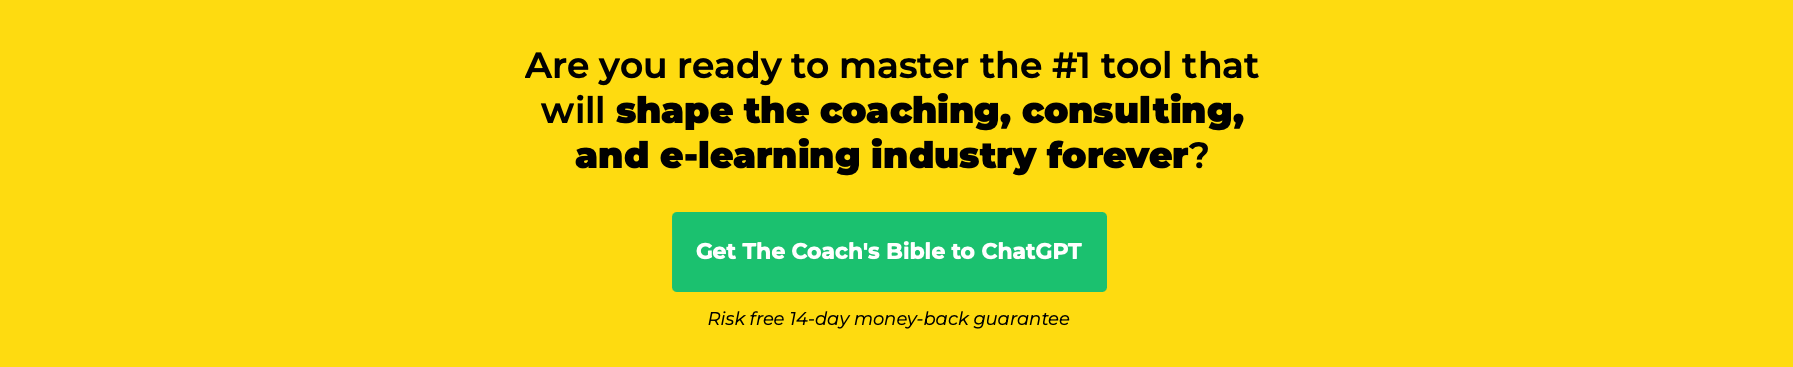 Are you ready to master the #1 tool that
will shape the coaching, consulting,
and e-learning industry forever?
Get The Coach's Bible to ChatGPT
Risk free 14-day money-back guarantee